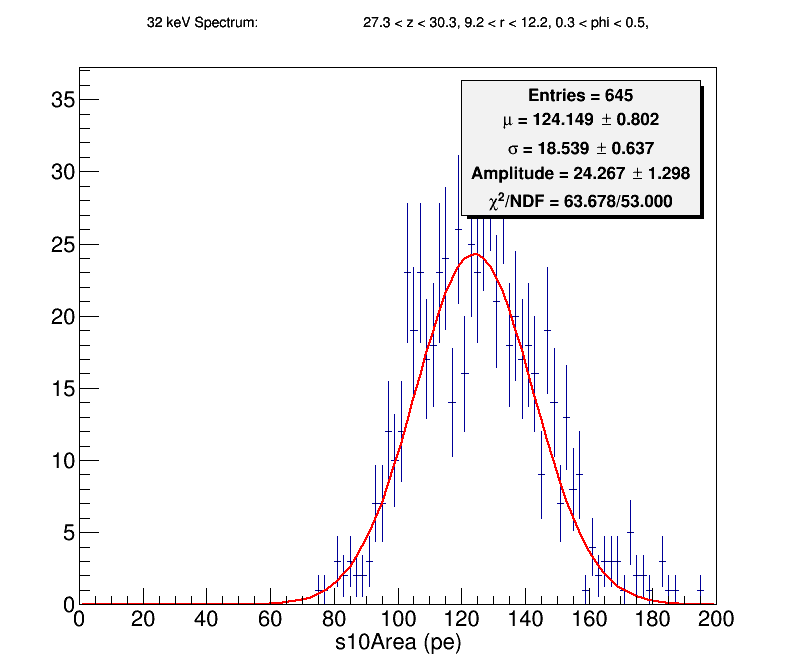 32 keV Spectrum: 27.3 < z < 30.3, 9.2 < r < 12.2, 0.3 < phi < 0.5,
Entries = 645
μ = 124.149 ± 0.802
σ = 18.539 ± 0.637
Amplitude = 24.267 ± 1.298
χ²/NDF = 63.678/53.000
35
30
25
20
15
10
5
0
0 20 40 60 80 100 120 140 160 180 200
s10Area (pe)